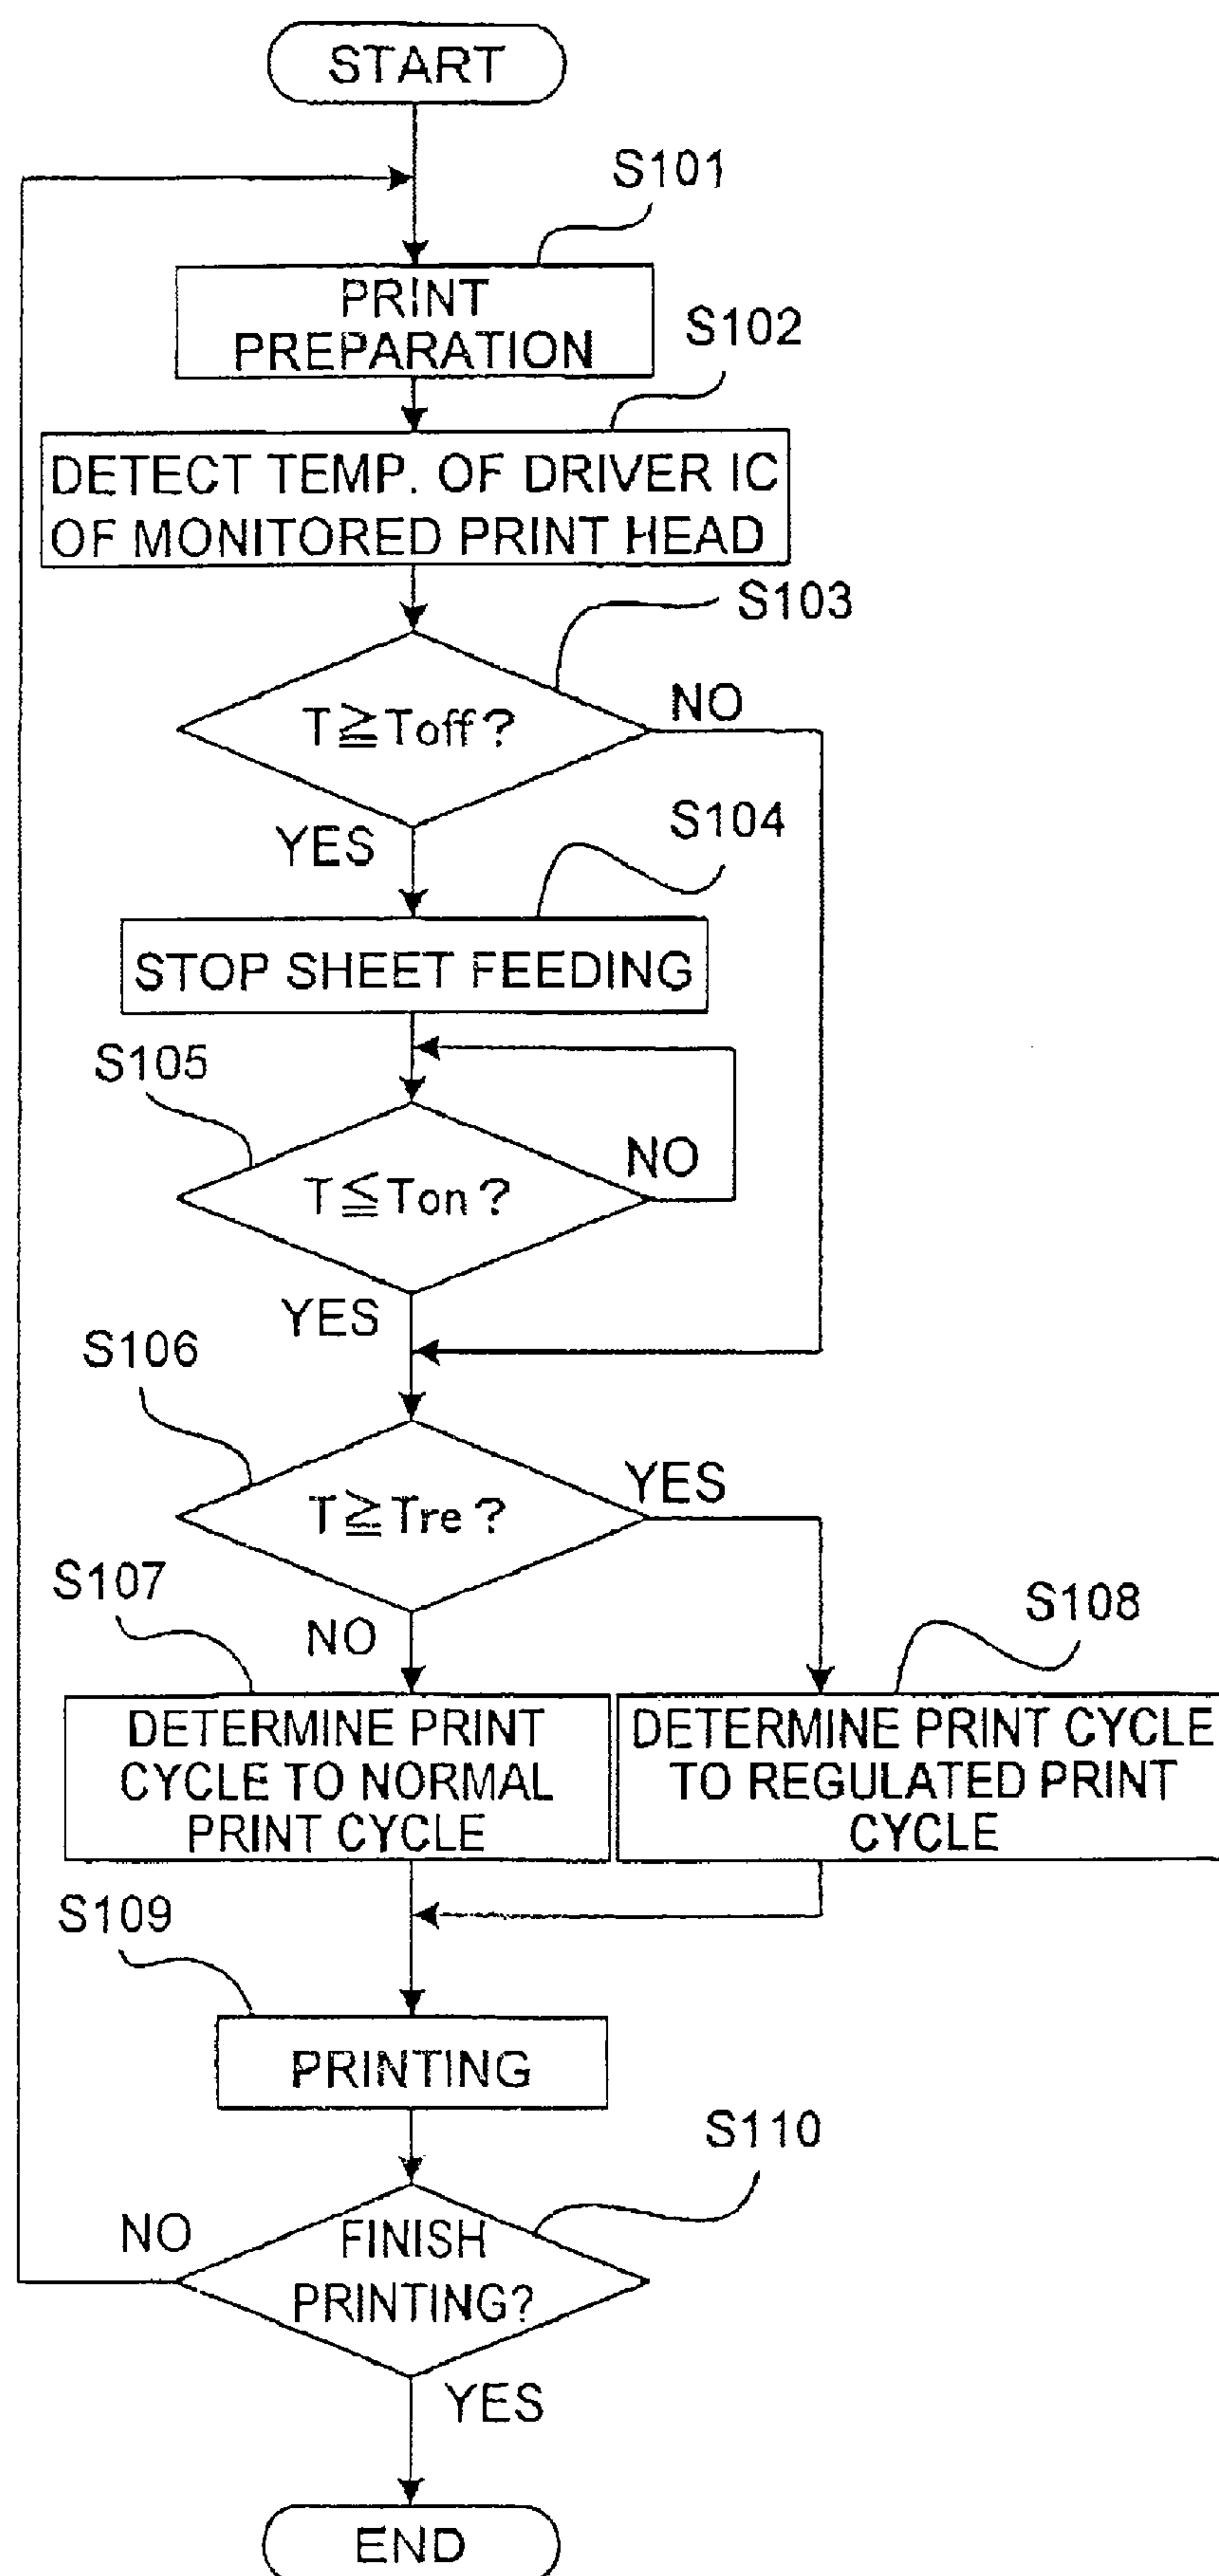 START
S101
PRINT
PREPARATION
S102
DETECT TEMP. OF DRIVER IC
OF MONITORED PRINT HEAD
S103
T≧Toff?
NO
YES
S104
STOP SHEET FEEDING
S105
T≦Ton?
NO
YES
S106
T≧Tre?
YES
NO
S107
DETERMINE PRINT
CYCLE TO NORMAL
PRINT CYCLE
S108
DETERMINE PRINT CYCLE
TO REGULATED PRINT
CYCLE
S109
PRINTING
S110
FINISH
PRINTING?
NO
YES
END